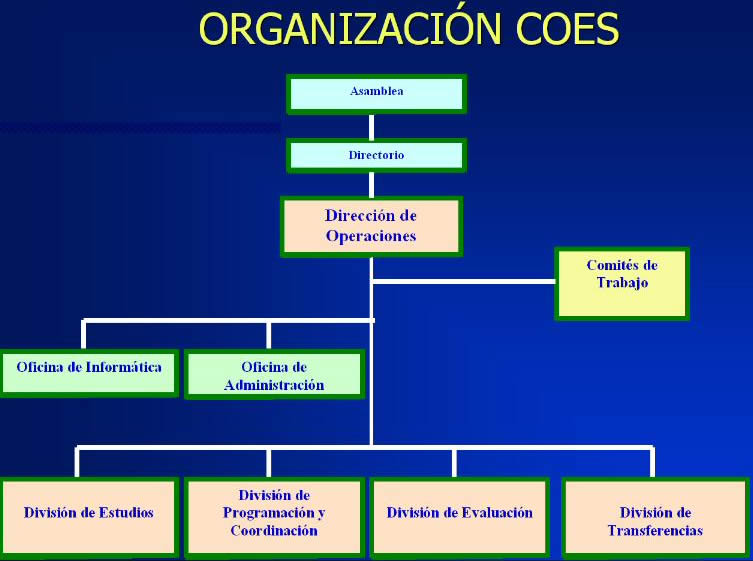 ORGANIZACIÓN COES
Asamblea
Directorio
Dirección de
Operaciones
Comités de
Trabajo
Oficina de Informática
Oficina de
Administración
División de Estudios
División de
Programación y
Coordinación
División de Evaluación
División de
Transferencias